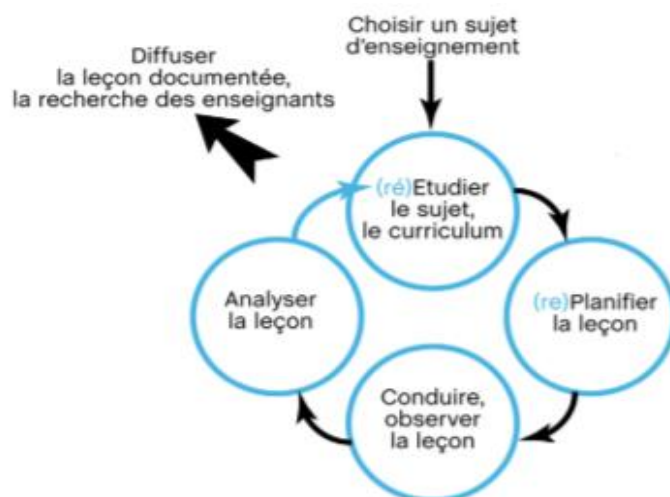 Choisir un sujet
d'enseignement
Diffuser
la leçon documentée,
la recherche des enseignants
(ré)Etudier
le sujet,
le curriculum
(re)Planifier
la leçon
Conduire,
observer
la leçon
Analyser
la leçon